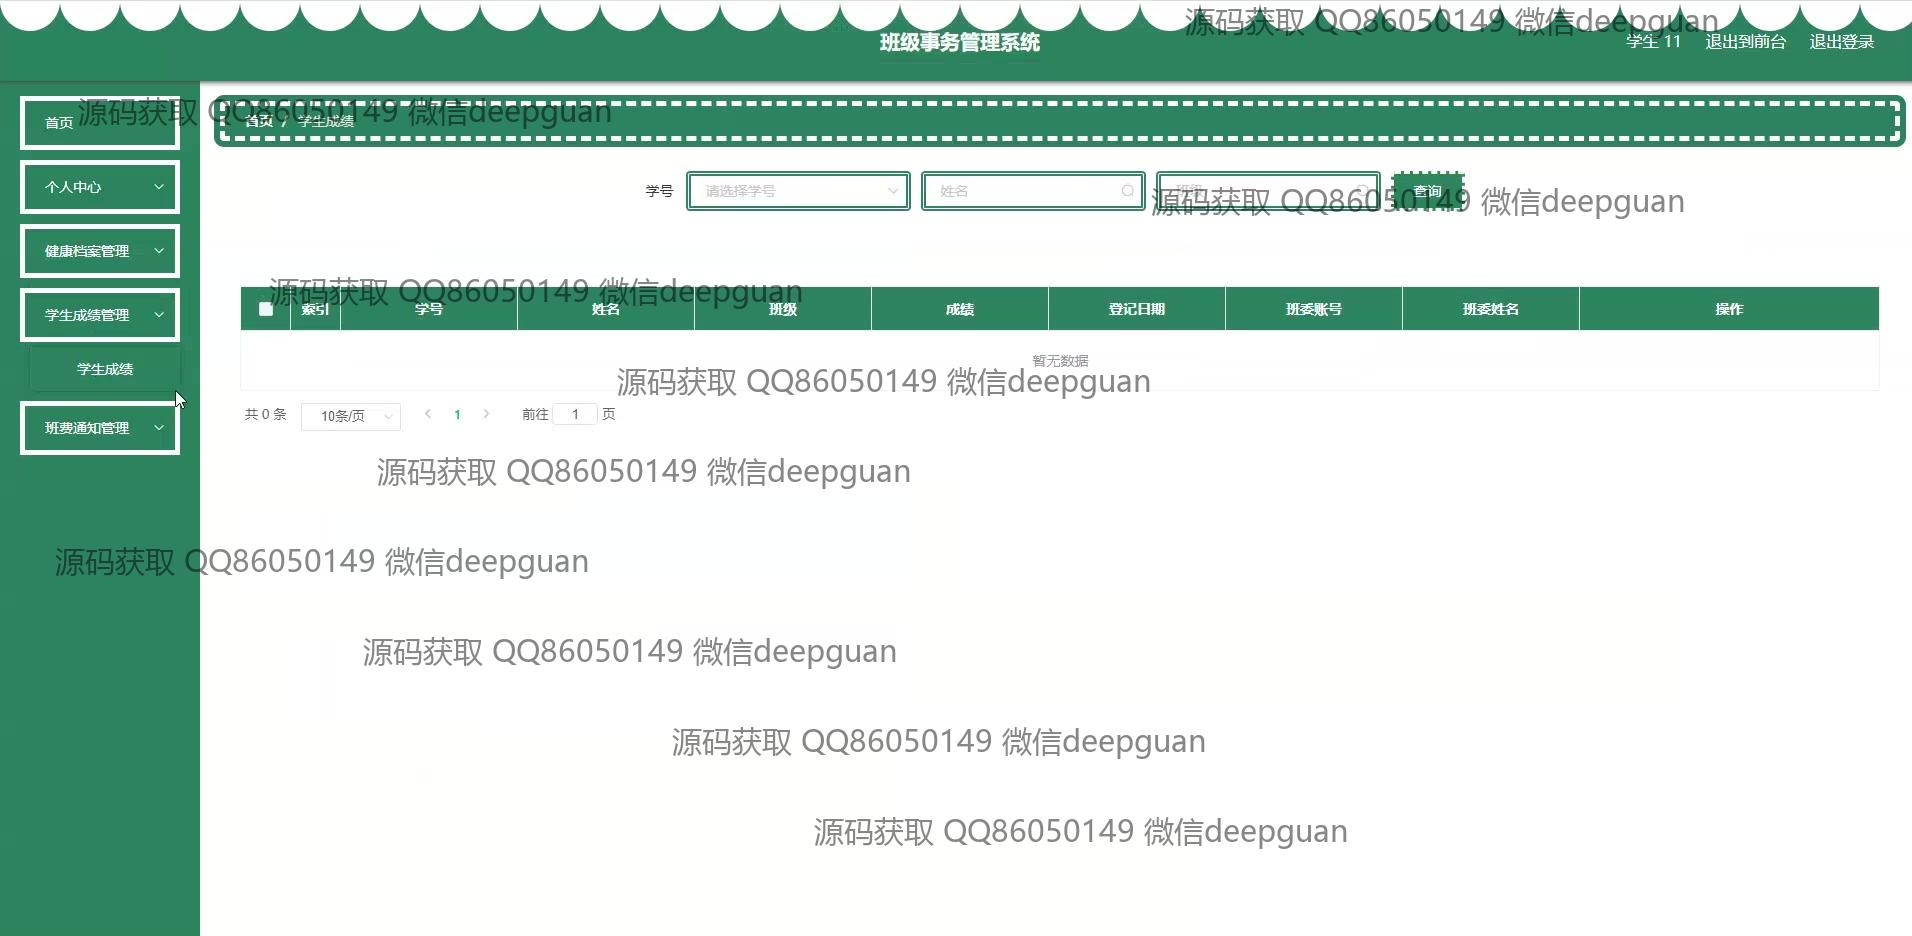 源码获取 QQ86050149 微信deepguan
班级事务管理系统
学生 11 退出到前台 退出登录
源码获取 QQ86050149 微信deepguan
首页
首页 / 学生成绩
个人中心
学号 请选择学号 姓名 班级 查询
源码获取 QQ86050149 微信deepguan
健康档案管理
源码获取 QQ86050149 微信deepguan
索引 学号 姓名 班级 成绩 登记日期 班委账号 班委姓名 操作
学生成绩管理
暂无数据
学生成绩
源码获取 QQ86050149 微信deepguan
共 0 条 10条/页 1 前往 1 页
班费通知管理
源码获取 QQ86050149 微信deepguan
源码获取 QQ86050149 微信deepguan
源码获取 QQ86050149 微信deepguan
源码获取 QQ86050149 微信deepguan
源码获取 QQ86050149 微信deepguan